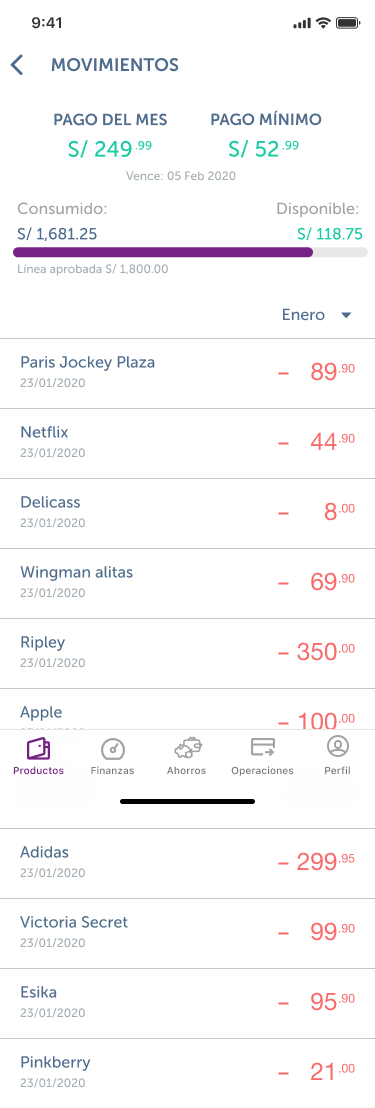 9:41
MOVIMIENTOS
PAGO DEL MES PAGO MÍNIMO
S/ 249.99 S/ 52.99
Vence: 05 Feb 2020
Consumido: Disponible:
S/ 1,681.25 S/ 118.75
Línea aprobada S/ 1,800.00
Enero
Paris Jockey Plaza
23/01/2020
– 89.90
Netflix
23/01/2020
– 44.90
Delicass
23/01/2020
– 8.00
Wingman alitas
23/01/2020
– 69.90
Ripley
23/01/2020
– 350.00
Apple
– 100.00
Productos Finanzas Ahorros Operaciones Perfil
Adidas
23/01/2020
– 299.95
Victoria Secret
23/01/2020
– 99.90
Esika
23/01/2020
– 95.90
Pinkberry
23/01/2020
– 21.00